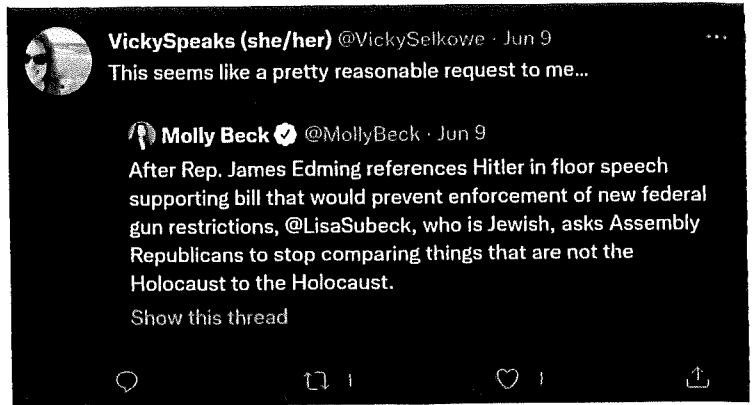 VickySpeaks (she/her) @VickySelkowe · Jun 9
This seems like a pretty reasonable request to me...
Molly Beck @MollyBeck · Jun 9
After Rep. James Edming references Hitler in floor speech
supporting bill that would prevent enforcement of new federal
gun restrictions, @LisaSubeck, who is Jewish, asks Assembly
Republicans to stop comparing things that are not the
Holocaust to the Holocaust.
Show this thread
1 1